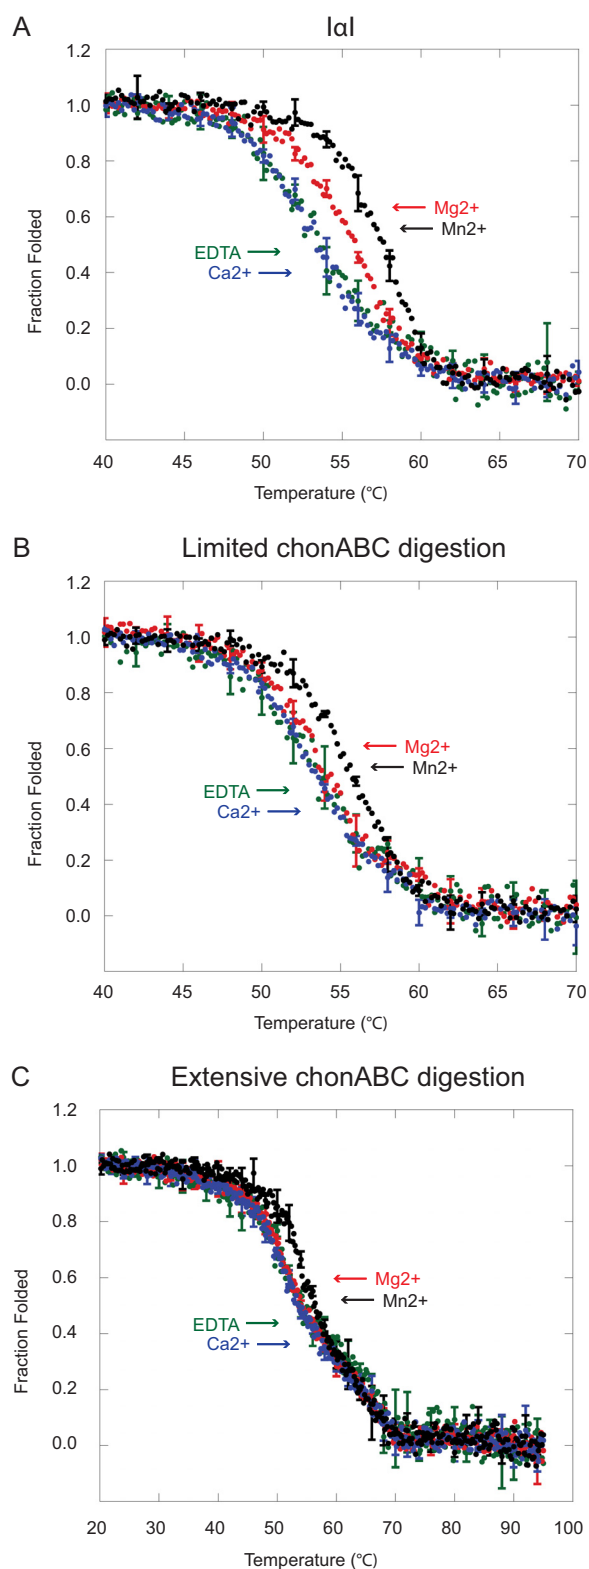 A
IαI
1.2
1.0
0.8
0.6
0.4
0.2
0.0
Fraction Folded
Mg2+
Mn2+
EDTA
Ca2+
40 45 50 55 60 65 70
Temperature (°C)
B
Limited chonABC digestion
1.2
1.0
0.8
0.6
0.4
0.2
0.0
Fraction Folded
Mg2+
Mn2+
EDTA
Ca2+
40 45 50 55 60 65 70
Temperature (°C)
C
Extensive chonABC digestion
1.2
1.0
0.8
0.6
0.4
0.2
0.0
Fraction Folded
Mg2+
Mn2+
EDTA
Ca2+
20 30 40 50 60 70 80 90 100
Temperature (°C)